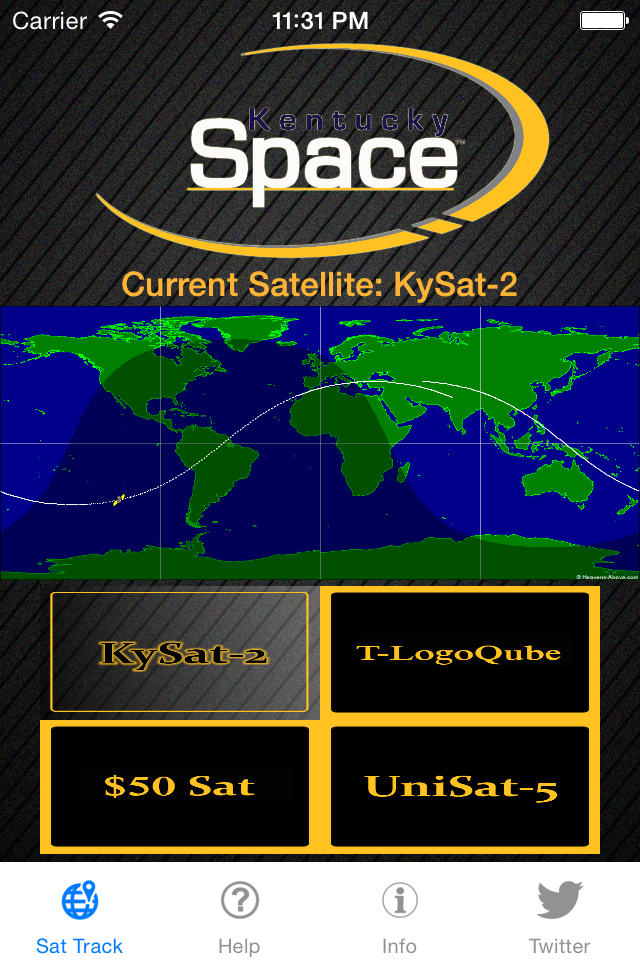 Carrier 11:31 PM
Kentucky
Space™
Current Satellite: KySat-2
© Heavens-Above.com
KySat-2 T-LogoQube
$50 Sat UniSat-5
Sat Track Help Info Twitter